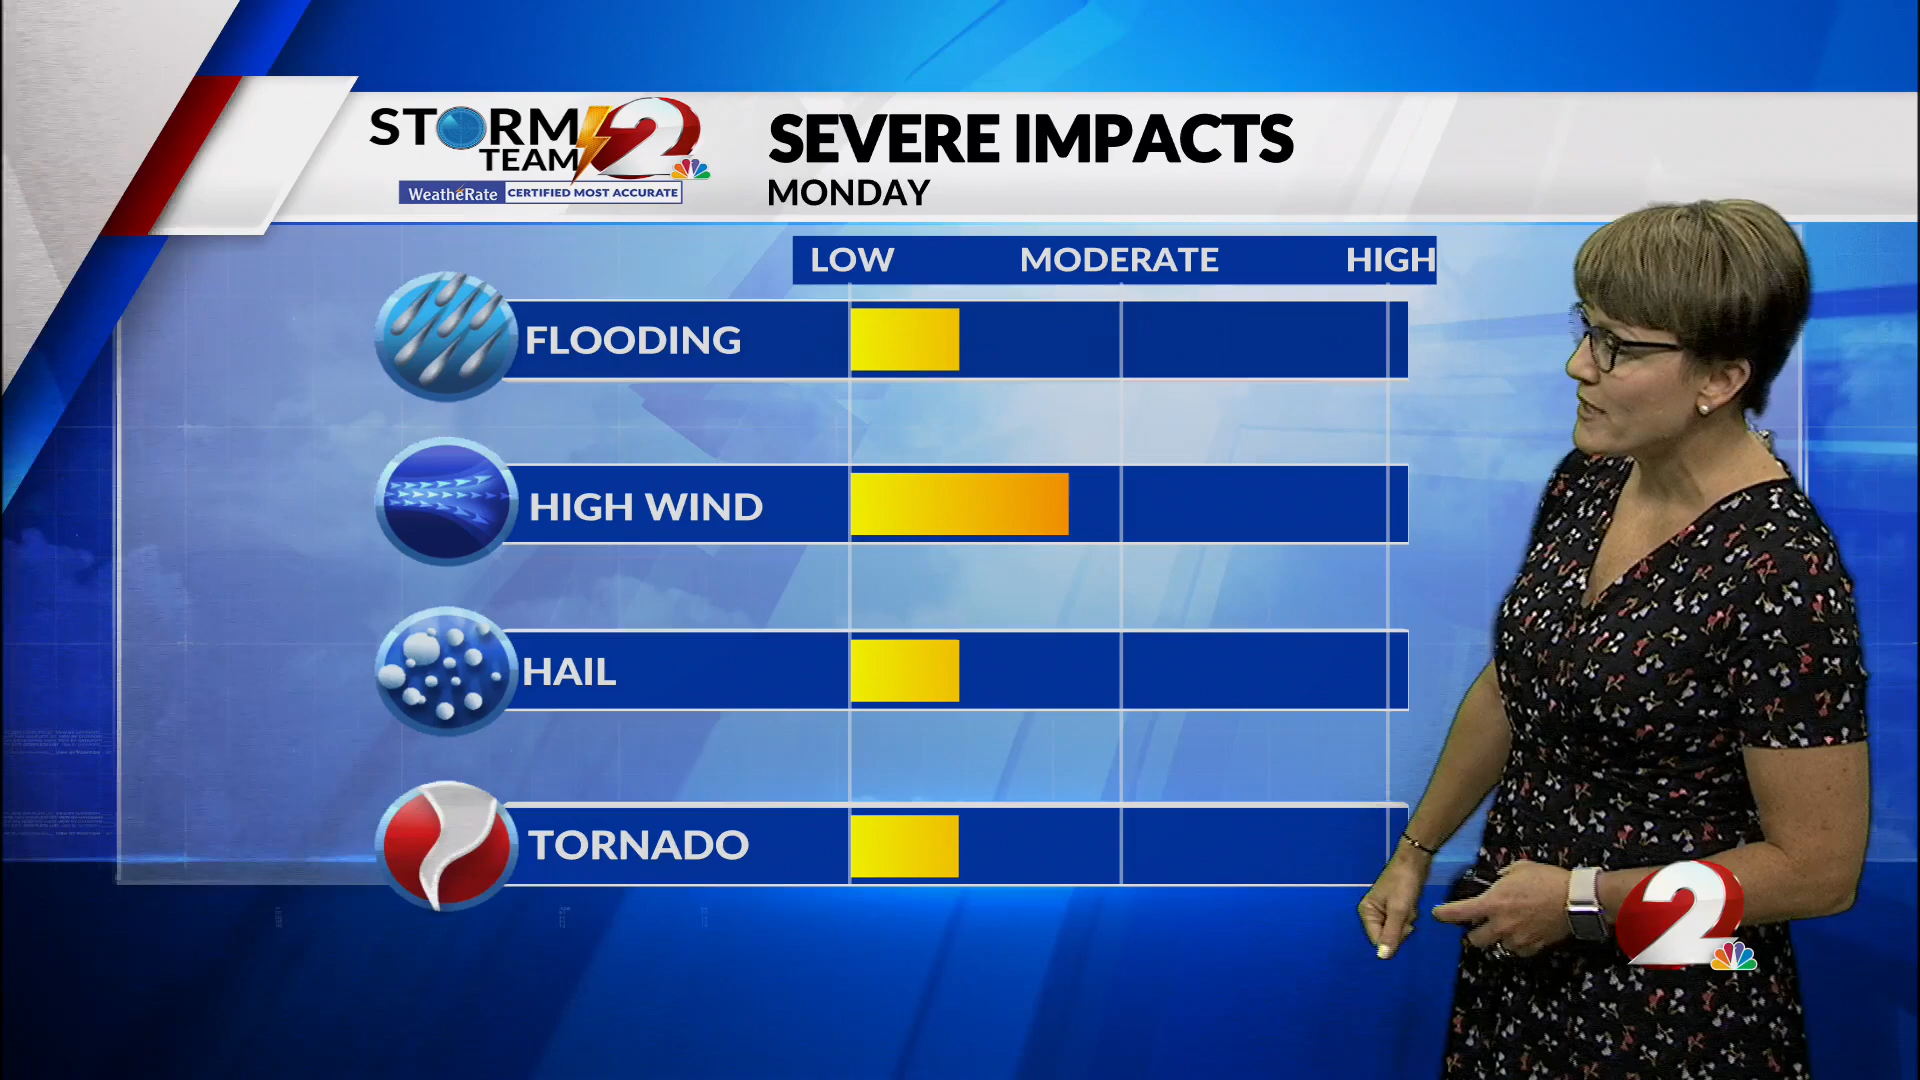 STORM
TEAM 2
WeatheRate CERTIFIED MOST ACCURATE
SEVERE IMPACTS
MONDAY
LOW MODERATE HIGH
FLOODING
HIGH WIND
HAIL
TORNADO
2